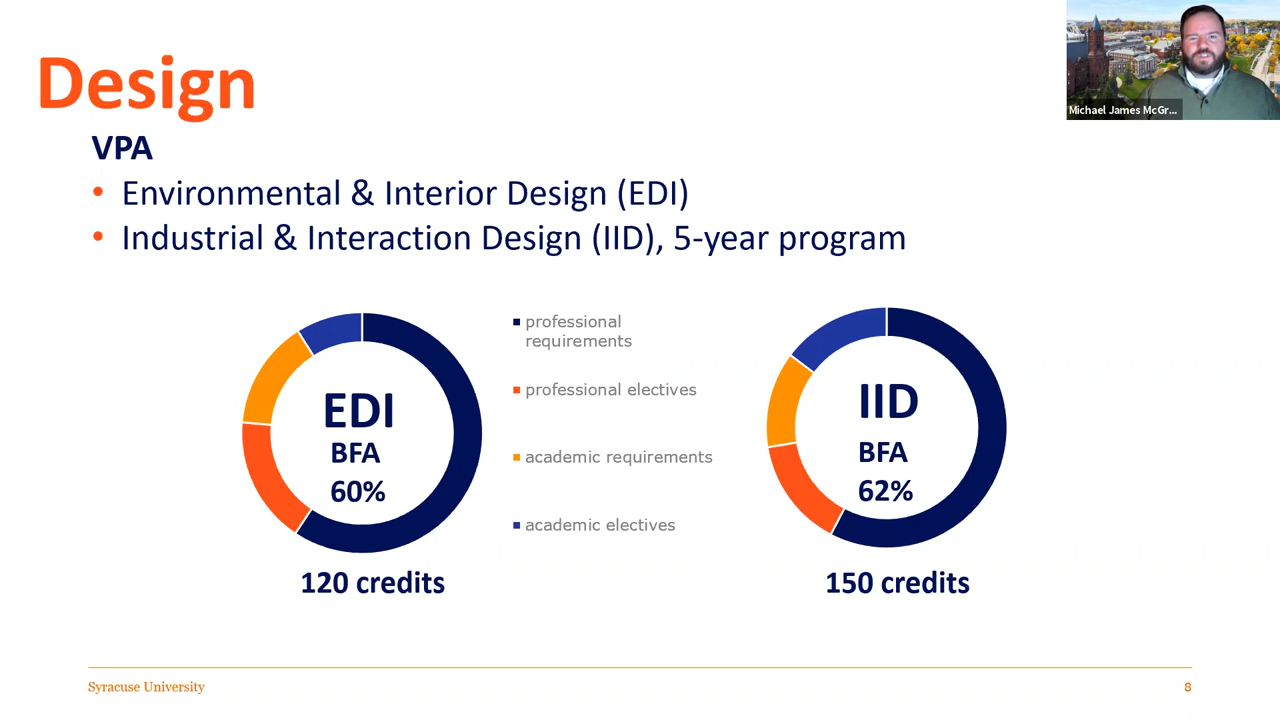 Design
Michael James McGr...
VPA
• Environmental & Interior Design (EDI)
• Industrial & Interaction Design (IID), 5-year program
EDI
BFA
60%
120 credits
professional
requirements
professional electives
academic requirements
academic electives
IID
BFA
62%
150 credits
Syracuse University
8